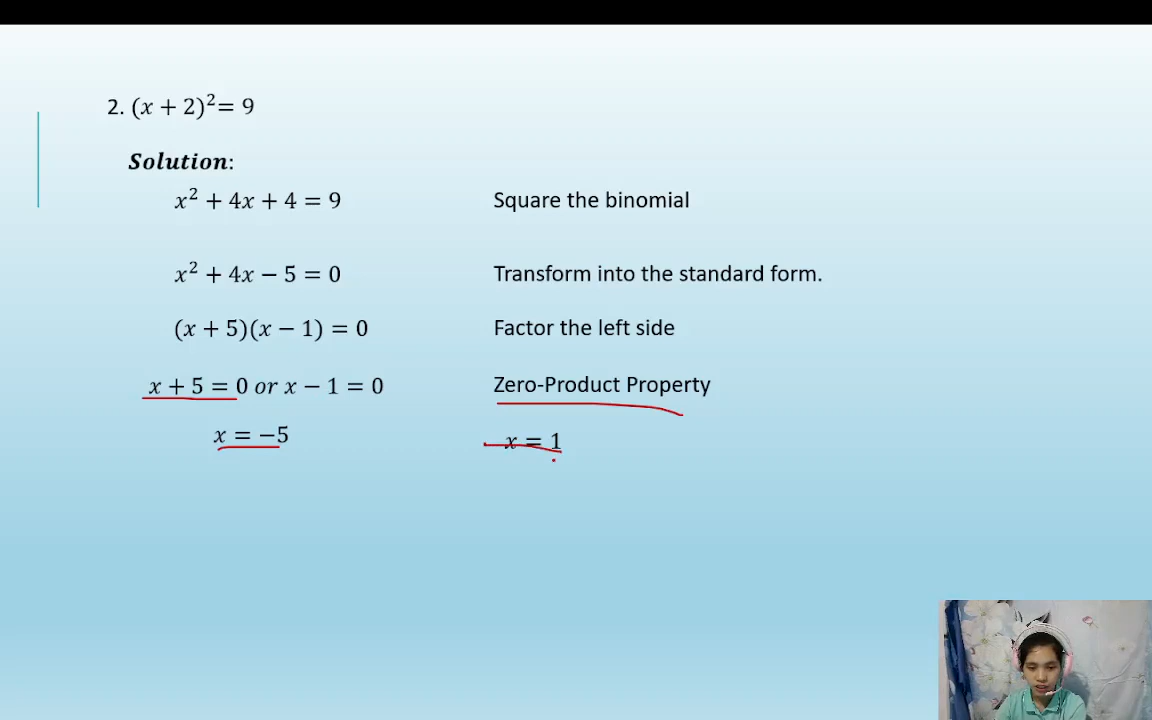 2. (x + 2)²= 9
Solution:
x² + 4x + 4 = 9 Square the binomial
x² + 4x − 5 = 0 Transform into the standard form.
(x + 5)(x − 1) = 0 Factor the left side
x + 5 = 0 or x − 1 = 0 Zero-Product Property
x = −5 x = 1